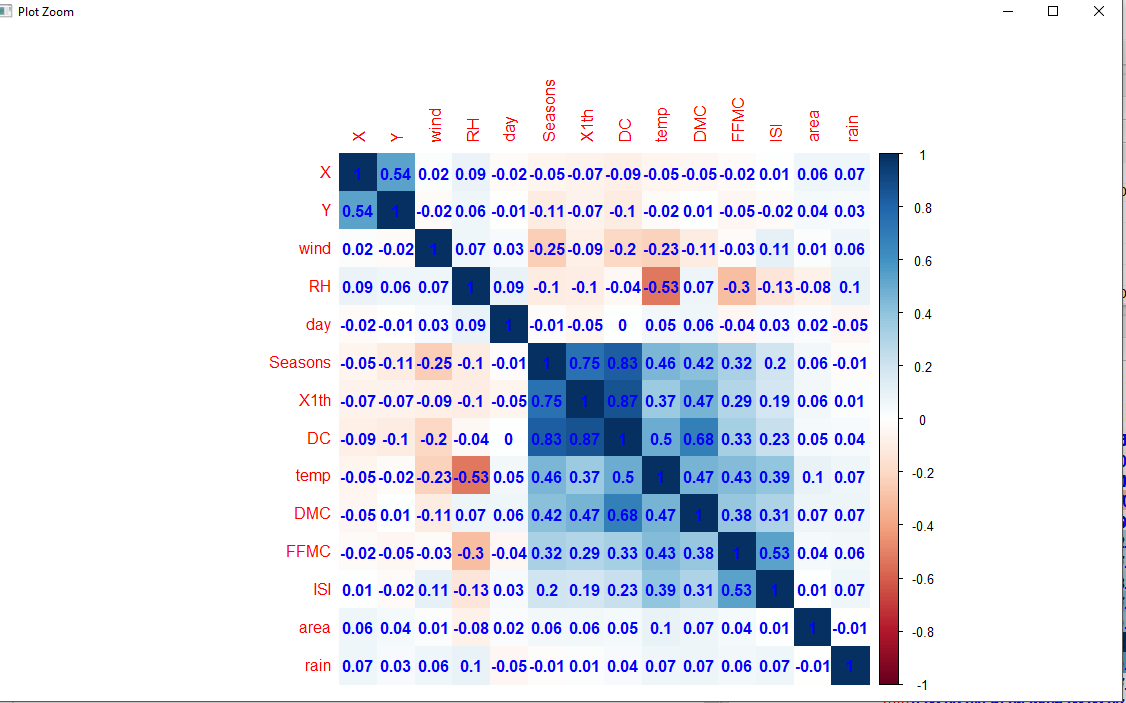 Plot Zoom
X Y wind RH day Seasons X1th DC temp DMC FFMC ISI area rain
X 1 0.54 0.02 0.09 -0.02 -0.05 -0.07 -0.09 -0.05 -0.05 -0.02 0.01 0.06 0.07
Y 0.54 1 -0.02 0.06 -0.01 -0.11 -0.07 -0.1 -0.02 0.01 -0.05 -0.02 0.04 0.03
wind 0.02 -0.02 1 0.07 0.03 -0.25 -0.09 -0.2 -0.23 -0.11 -0.03 0.11 0.01 0.06
RH 0.09 0.06 0.07 1 0.09 -0.1 -0.1 -0.04 -0.53 0.07 -0.3 -0.13 -0.08 0.1
day -0.02 -0.01 0.03 0.09 1 -0.01 -0.05 0 0.05 0.06 -0.04 0.03 0.02 -0.05
Seasons -0.05 -0.11 -0.25 -0.1 -0.01 1 0.75 0.83 0.46 0.42 0.32 0.2 0.06 -0.01
X1th -0.07 -0.07 -0.09 -0.1 -0.05 0.75 1 0.87 0.37 0.47 0.29 0.19 0.06 0.01
DC -0.09 -0.1 -0.2 -0.04 0 0.83 0.87 1 0.5 0.68 0.33 0.23 0.05 0.04
temp -0.05 -0.02 -0.23 -0.53 0.05 0.46 0.37 0.5 1 0.47 0.43 0.39 0.1 0.07
DMC -0.05 0.01 -0.11 0.07 0.06 0.42 0.47 0.68 0.47 1 0.38 0.31 0.07 0.07
FFMC -0.02 -0.05 -0.03 -0.3 -0.04 0.32 0.29 0.33 0.43 0.38 1 0.53 0.04 0.06
ISI 0.01 -0.02 0.11 -0.13 0.03 0.2 0.19 0.23 0.39 0.31 0.53 1 0.01 0.07
area 0.06 0.04 0.01 -0.08 0.02 0.06 0.06 0.05 0.1 0.07 0.04 0.01 1 -0.01
rain 0.07 0.03 0.06 0.1 -0.05 -0.01 0.01 0.04 0.07 0.07 0.06 0.07 -0.01 1
1
0.8
0.6
0.4
0.2
0
-0.2
-0.4
-0.6
-0.8
-1